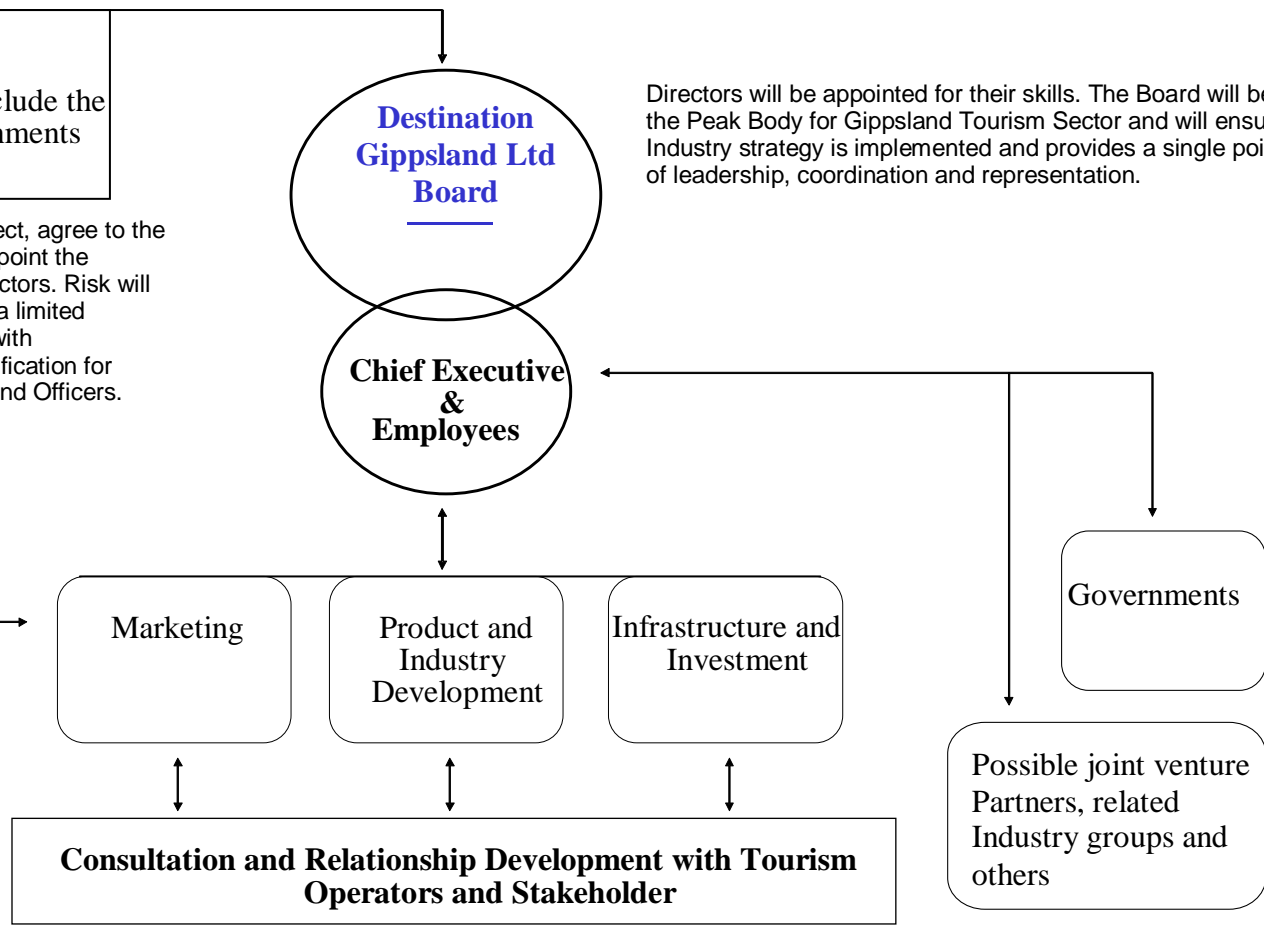 clude the
nments
ect, agree to the
point the
ctors. Risk will
a limited
with
ification for
nd Officers.
Destination
Gippsland Ltd
Board
Directors will be appointed for their skills. The Board will be
the Peak Body for Gippsland Tourism Sector and will ensu
Industry strategy is implemented and provides a single poi
of leadership, coordination and representation.
Chief Executive
&
Employees
Marketing
Product and
Industry
Development
Infrastructure and
Investment
Governments
Possible joint venture
Partners, related
Industry groups and
others
Consultation and Relationship Development with Tourism
Operators and Stakeholder